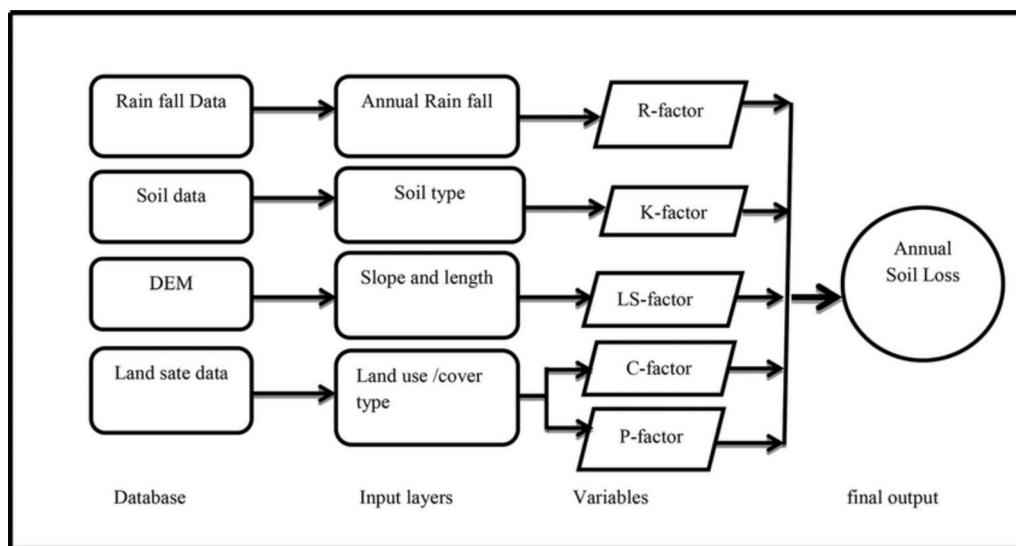 Rain fall Data
Annual Rain fall
R-factor
Soil data
Soil type
K-factor
DEM
Slope and length
LS-factor
Annual
Soil Loss
Land sate data
Land use /cover
type
C-factor
P-factor
Database
Input layers
Variables
final output